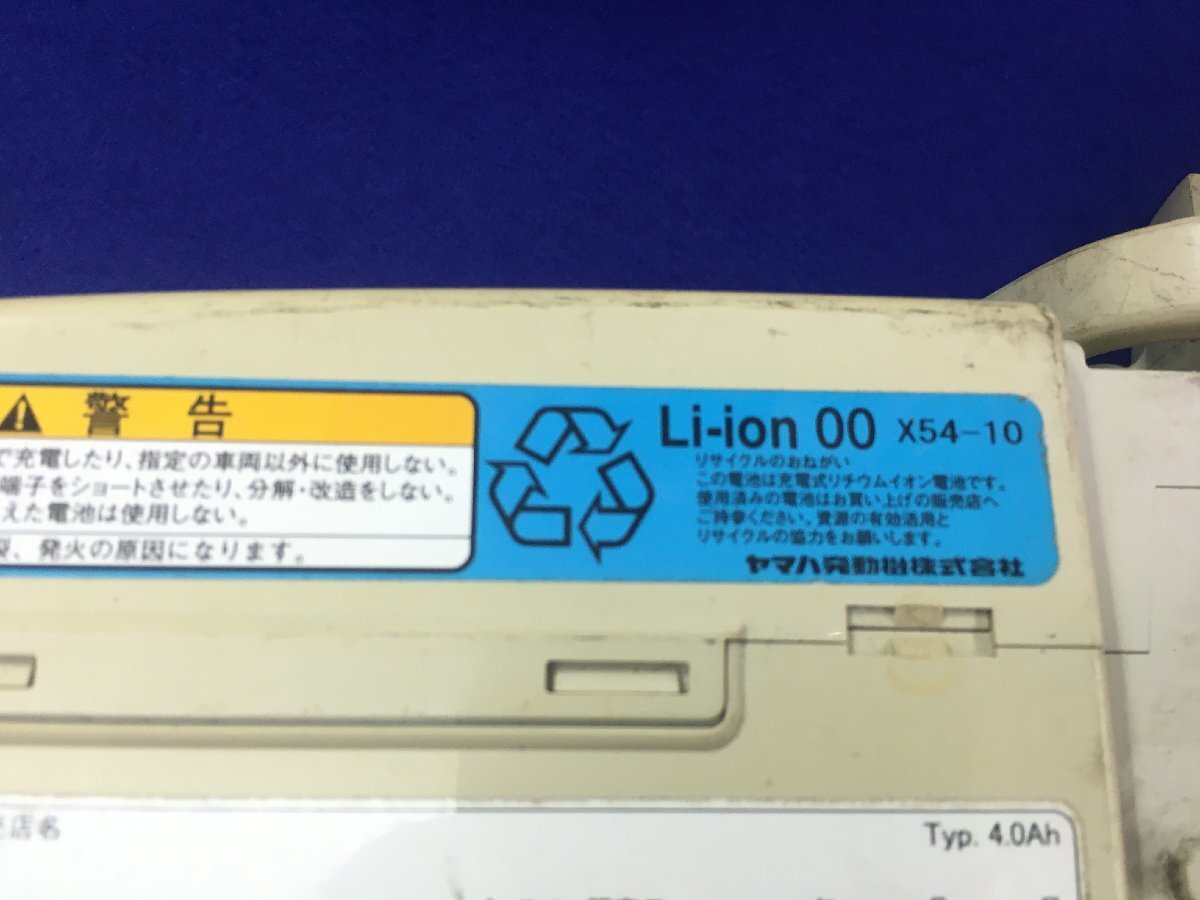 警 告
で充電したり、指定の車両以外に使用しない。
端子をショートさせたり、分解・改造をしない。
えた電池は使用しない。
裂、発火の原因になります。
Li-ion 00 X54-10
リサイクルのおねがい
この電池は充電式リチウムイオン電池です。
使用済みの電池はお買い上げの販売店へ
ご持参ください。資源の有効活用と
リサイクルの協力をお願いします。
ヤマハ発動機株式会社
売店名
Typ. 4.0Ah